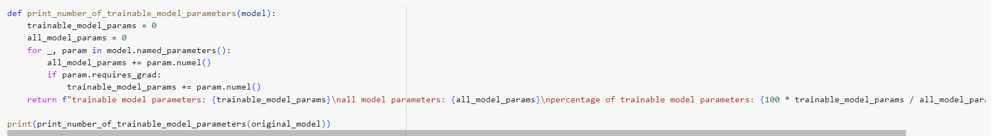 def print_number_of_trainable_model_parameters(model):
    trainable_model_params = 0
    all_model_params = 0
    for _, param in model.named_parameters():
        all_model_params += param.numel()
        if param.requires_grad:
            trainable_model_params += param.numel()
    return f"trainable model parameters: {trainable_model_params}\nall model parameters: {all_model_params}\npercentage of trainable model parameters: {100 * trainable_model_params / all_model_para
print(print_number_of_trainable_model_parameters(original_model))